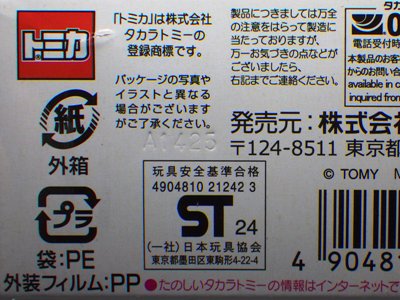 トミカ
「トミカ」は株式会社
タカラトミーの
登録商標です。
パッケージの写真や
イラストと異なる
場合がございます
がご了承ください。
A1425
紙
外箱
プラ
袋:PE
外装フィルム:PP
製品につきましては万全
の注意をはらって製造に
当たっておりますが、
万一お気づきの点などが
ございましたら、
右記までご連絡ください。
電話受付時
本製品のお客
からのお問い合
available in
inquired from
発売元:株式会
〒124-8511 東京都
© TOMY M
玩具安全基準合格
4904810 21242 3
ST 24
(一社)日本玩具協会
東京都墨田区東駒形4-22-4
4 90481
●たのしいタカラトミーの情報はインターネットで